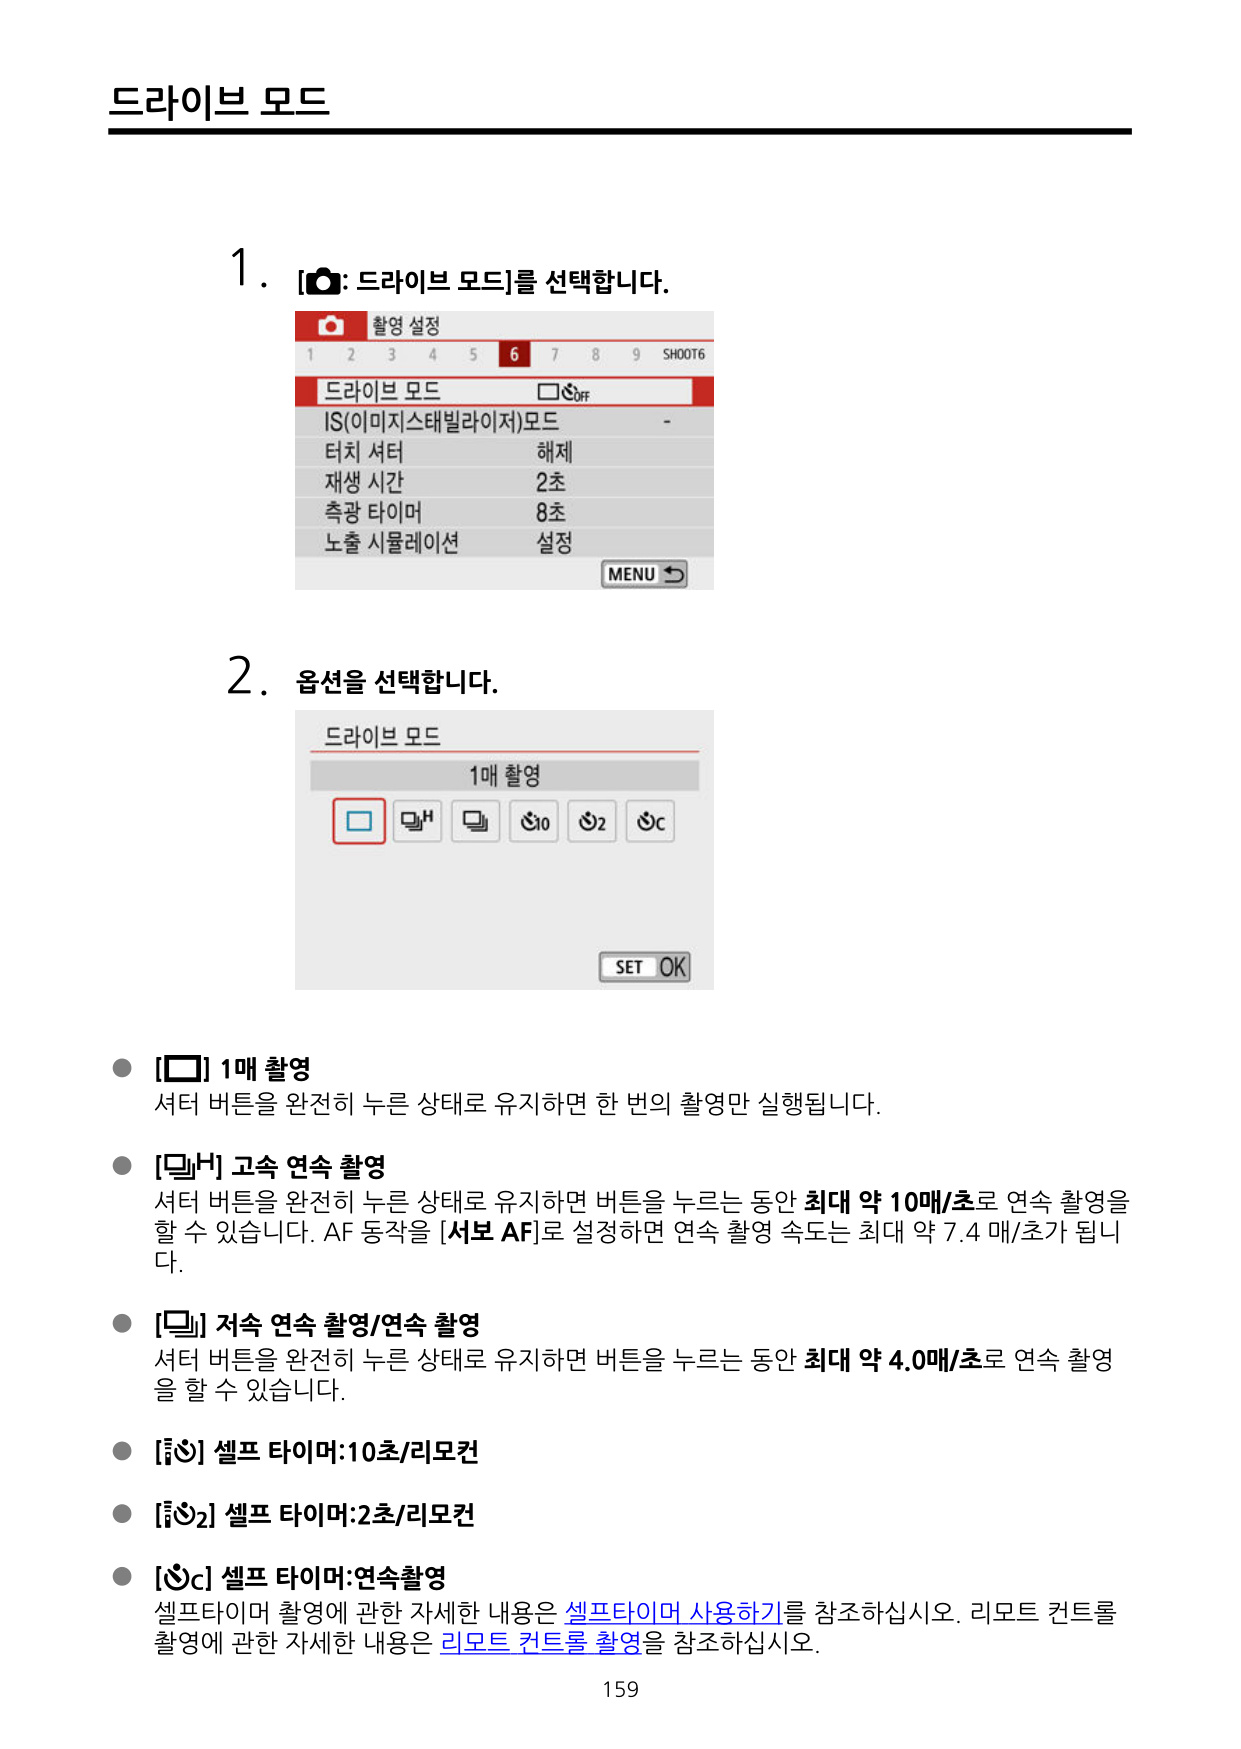 드라이브 모드
1. [: 드라이브 모드]를 선택합니다.
촬영 설정
1 2 3 4 5 6 7 8 9 SHOOT6
드라이브 모드 OFF
IS(이미지스태빌라이저)모드 -
터치 셔터 해제
재생 시간 2초
측광 타이머 8초
노출 시뮬레이션 설정
MENU
2. 옵션을 선택합니다.
드라이브 모드
1매 촬영
H 10 2 C
SET OK
[] 1매 촬영
셔터 버튼을 완전히 누른 상태로 유지하면 한 번의 촬영만 실행됩니다.
[H] 고속 연속 촬영
셔터 버튼을 완전히 누른 상태로 유지하면 버튼을 누르는 동안 최대 약 10매/초로 연속 촬영을
할 수 있습니다. AF 동작을 [서보 AF]로 설정하면 연속 촬영 속도는 최대 약 7.4 매/초가 됩니
다.
[] 저속 연속 촬영/연속 촬영
셔터 버튼을 완전히 누른 상태로 유지하면 버튼을 누르는 동안 최대 약 4.0매/초로 연속 촬영
을 할 수 있습니다.
[] 셀프 타이머:10초/리모컨
[2] 셀프 타이머:2초/리모컨
[C] 셀프 타이머:연속촬영
셀프타이머 촬영에 관한 자세한 내용은 셀프타이머 사용하기를 참조하십시오. 리모트 컨트롤
촬영에 관한 자세한 내용은 리모트 컨트롤 촬영을 참조하십시오.
159